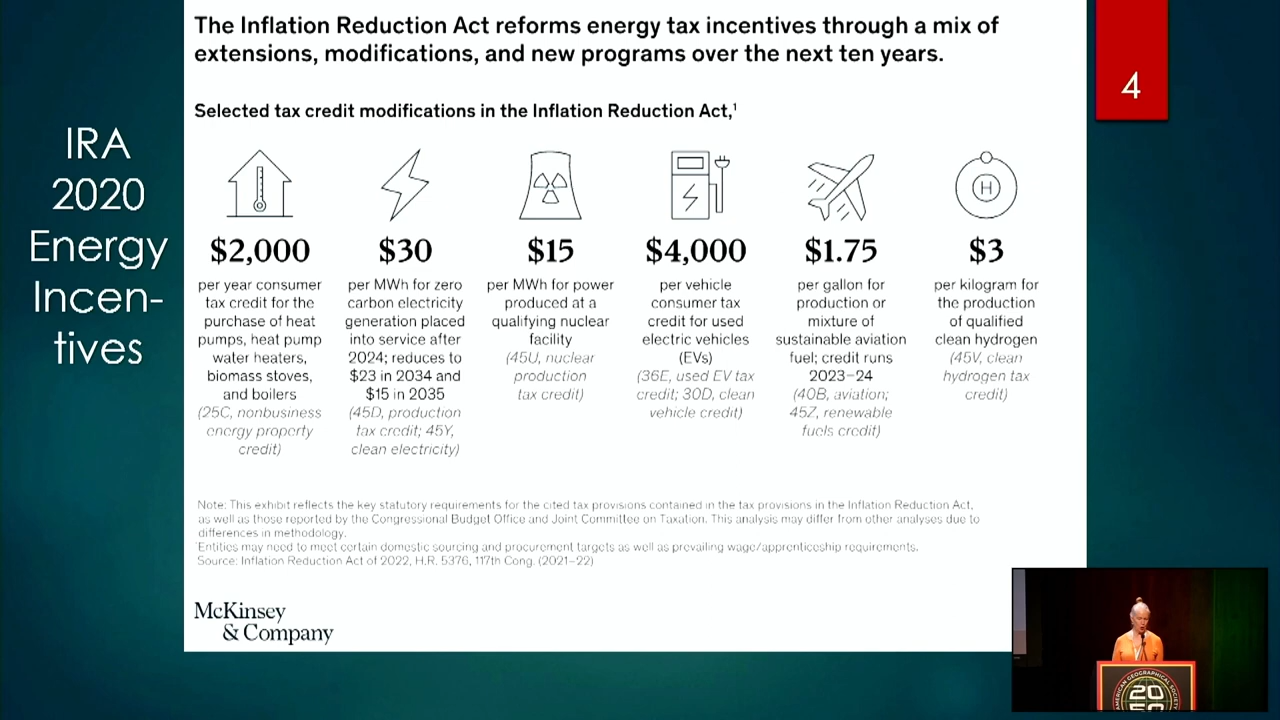 The Inflation Reduction Act reforms energy tax incentives through a mix of
extensions, modifications, and new programs over the next ten years.
4
Selected tax credit modifications in the Inflation Reduction Act,¹
IRA
2020
Energy
Incen-
tives
H
$2,000
per year consumer
tax credit for the
purchase of heat
pumps, heat pump
water heaters,
biomass stoves,
and boilers
(25C, nonbusiness
energy property
credit)
$30
per MWh for zero
carbon electricity
generation placed
into service after
2024; reduces to
$23 in 2034 and
$15 in 2035
(45D, production
tax credit; 45Y,
clean electricity)
$15
per MWh for power
produced at a
qualifying nuclear
facility
(45U, nuclear
production
tax credit)
$4,000
per vehicle
consumer tax
credit for used
electric vehicles
(EVs)
(36E, used EV tax
credit; 30D, clean
vehicle credit)
$1.75
per gallon for
production or
mixture of
sustainable aviation
fuel; credit runs
2023–24
(40B, aviation;
45Z, renewable
fuels credit)
$3
per kilogram for
the production
of qualified
clean hydrogen
(45V, clean
hydrogen tax
credit)
Note: This exhibit reflects the key statutory requirements for the cited tax provisions contained in the tax provisions in the Inflation Reduction Act,
as well as those reported by the Congressional Budget Office and Joint Committee on Taxation. This analysis may differ from other analyses due to
differences in methodology.
¹Entities may need to meet certain domestic sourcing and procurement targets as well as prevailing wage/apprenticeship requirements.
Source: Inflation Reduction Act of 2022, H.R. 5376, 117th Cong. (2021–22)
McKinsey
& Company
AMERICAN GEOGRAPHICAL SOCIETY
20
50